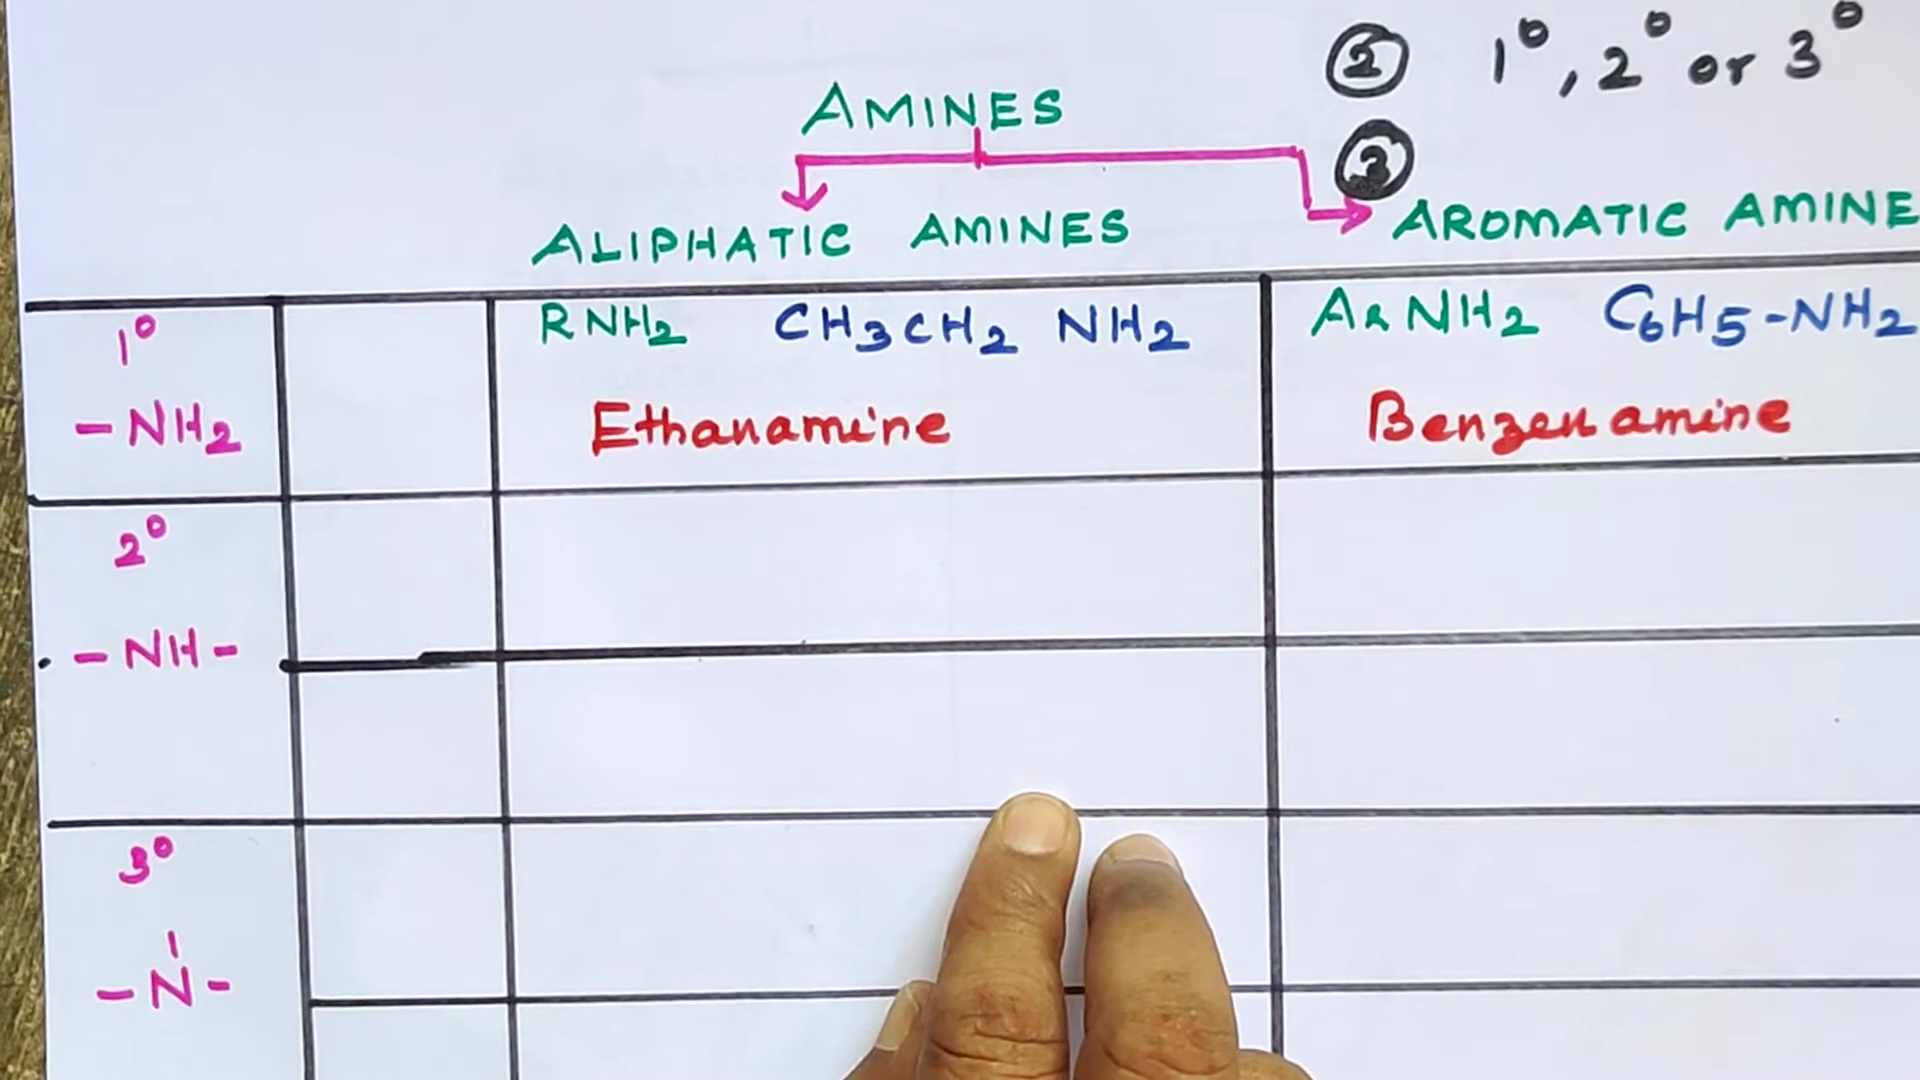 ② 1°, 2° or 3°
AMINES
③
ALIPHATIC AMINES
AROMATIC AMINE
1°
RNH₂ CH₃CH₂ NH₂
ArNH₂ C₆H₅-NH₂
-NH₂
Ethanamine
Benzenamine
2°
-NH-
3°
-N-